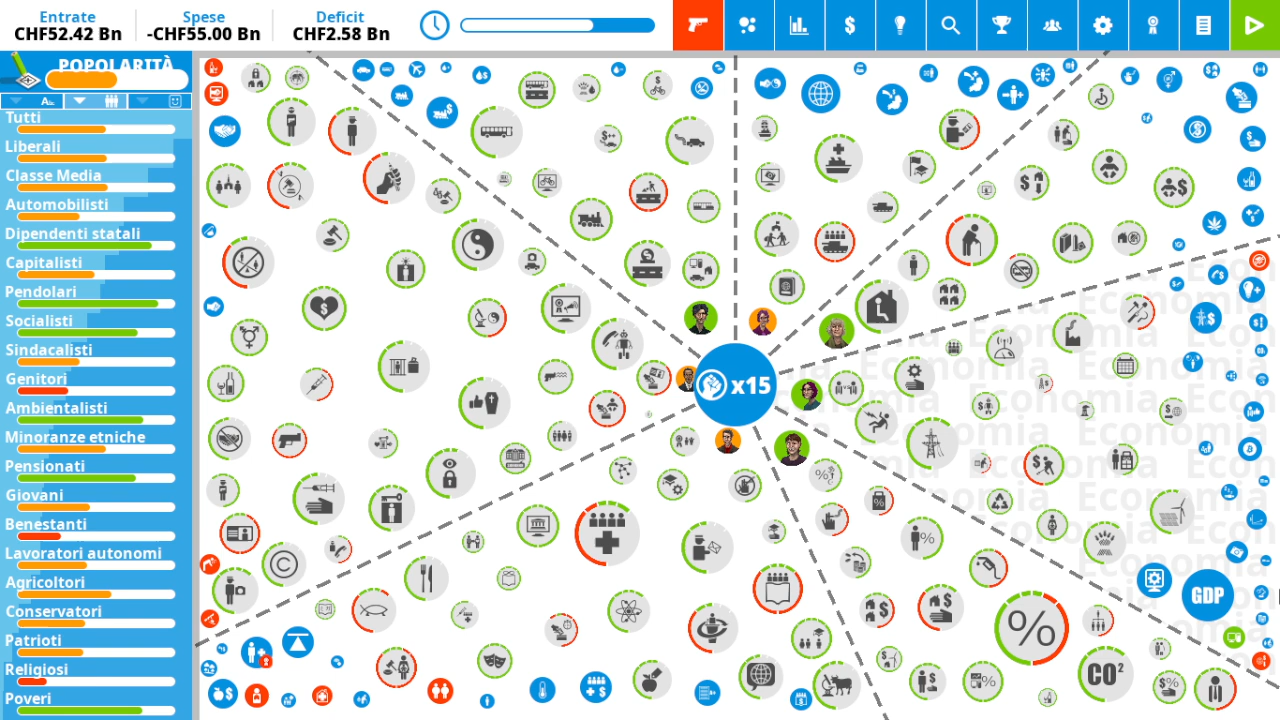 Entrate
CHF52.42 Bn
Spese
-CHF55.00 Bn
Deficit
CHF2.58 Bn
POPOLARITÀ
Tutti
Liberali
Classe Media
Automobilisti
Dipendenti statali
Capitalisti
Pendolari
Socialisti
Sindacalisti
Genitori
Ambientalisti
Minoranze etniche
Pensionati
Giovani
Benestanti
Lavoratori autonomi
Agricoltori
Conservatori
Patrioti
Religiosi
Poveri
x15
GDP
CO²
%
Economia